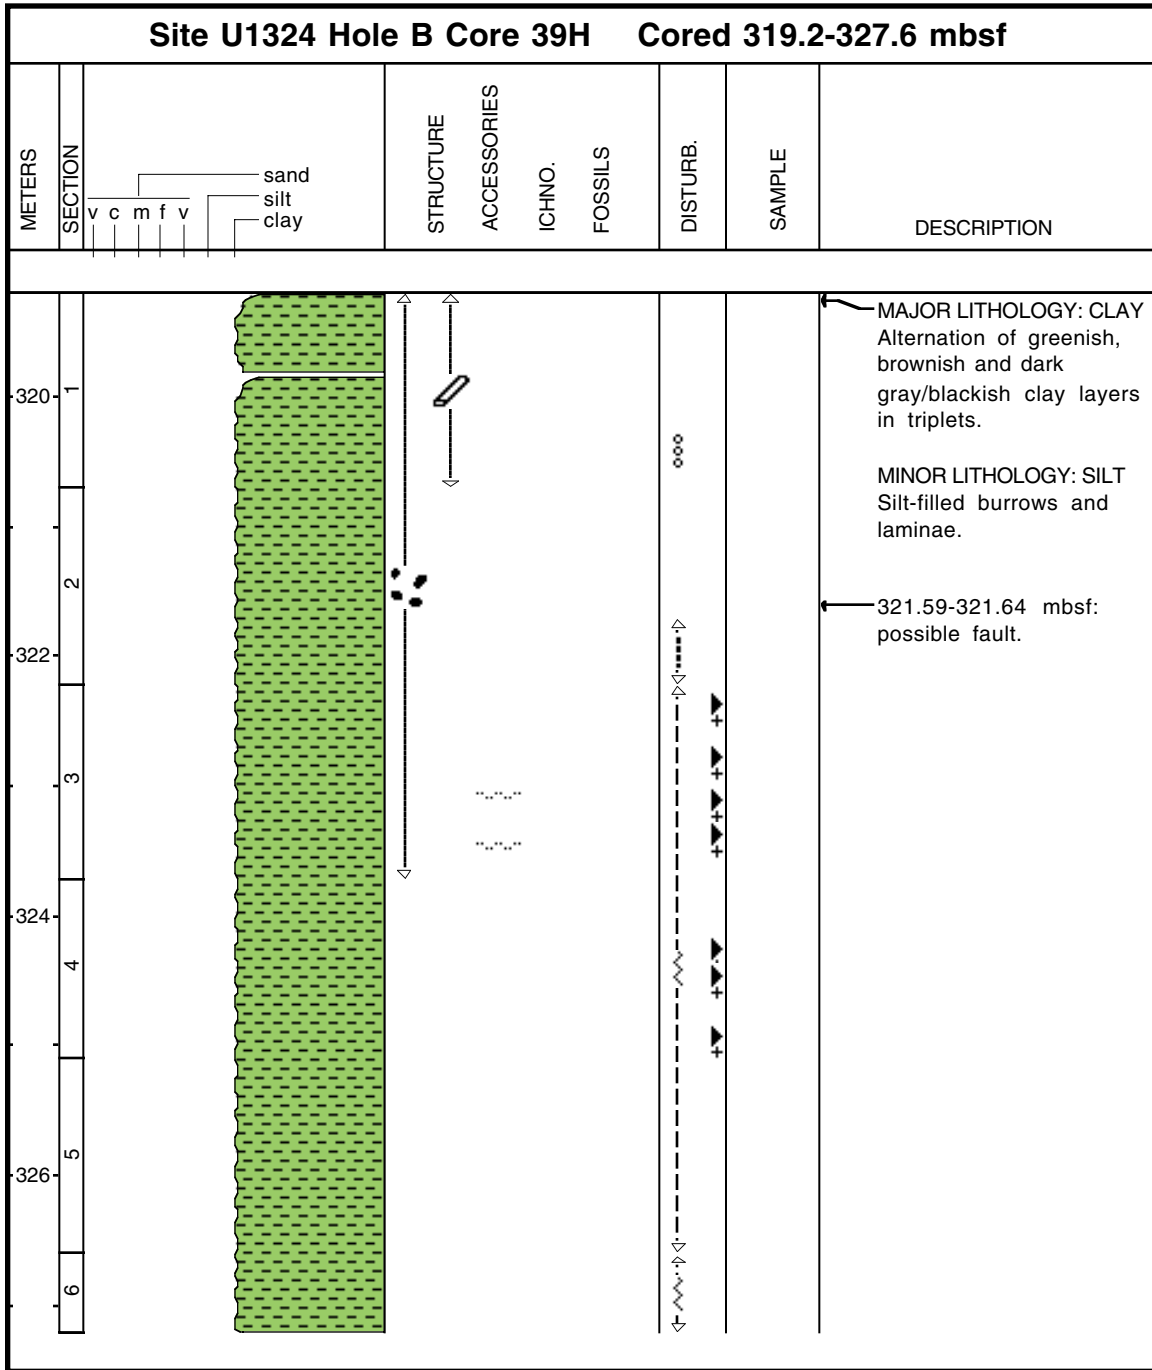 Site U1324 Hole B Core 39H Cored 319.2-327.6 mbsf
METERS
SECTION
v c m f v
sand
silt
clay
STRUCTURE
ACCESSORIES
ICHNO.
FOSSILS
DISTURB.
SAMPLE
DESCRIPTION
MAJOR LITHOLOGY: CLAY
Alternation of greenish,
brownish and dark
gray/blackish clay layers
in triplets.
MINOR LITHOLOGY: SILT
Silt-filled burrows and
laminae.
321.59-321.64 mbsf:
possible fault.
320
1
2
322
3
324
4
5
326
6